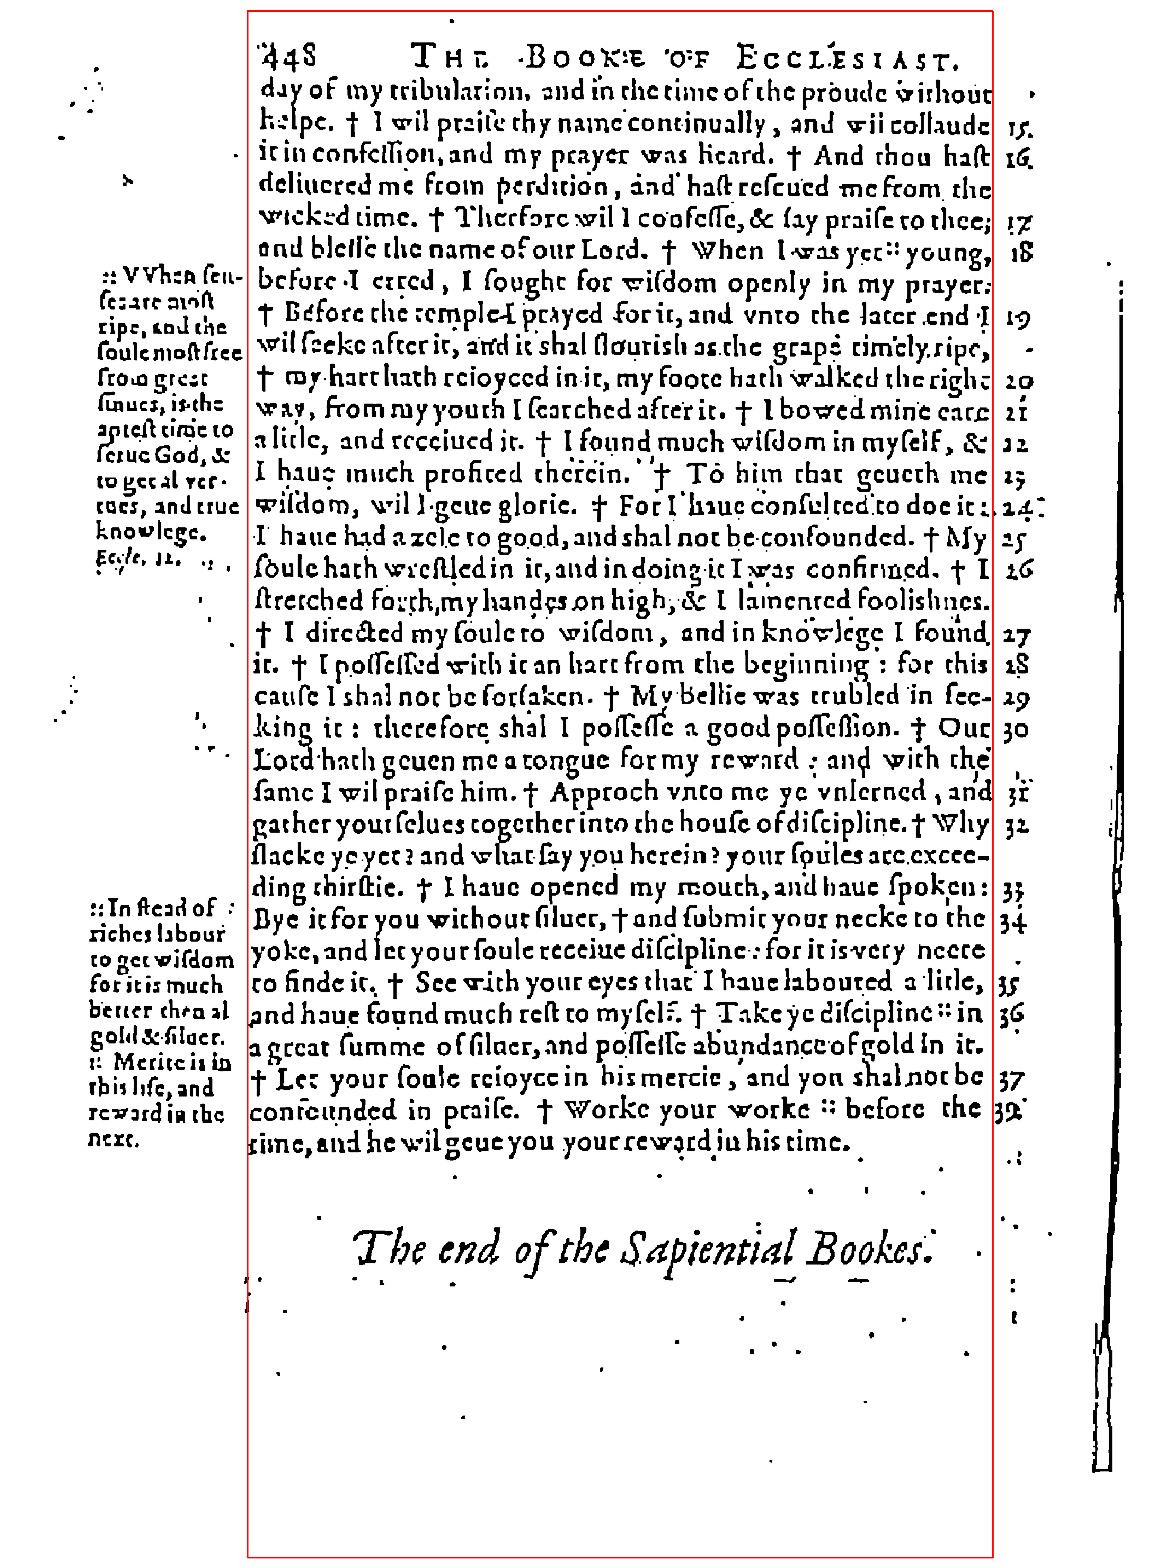 448 THE BOOKE OF ECCLESIAST.
day of my tribulation, and in the time of the proude without
helpe. † I wil praiſe thy name continually, and wil collaude 15.
it in confeſſion, and my prayer was heard. † And thou haſt 16.
deliuered me from perdition, and haſt reſcued me from the
wicked time. † Therfore wil I confeſſe, & ſay praiſe to thee; 17
and bleſſe the name of our Lord. † When I was yet :: young, 18
before I erred, I ſought for wiſdom openly in my prayer.
† Before the temple I prayed for it, and vnto the later end I 19
wil ſeeke after it, and it shal flourish as the grape timely ripe,
† my hart hath reioyced in it, my foote hath walked the right 20
way, from my youth I ſearched after it. † I bowed mine eare 21
a litle, and receiued it. † I found much wiſdom in myſelf, & 22
I haue much profited therein. † To him that geueth me 23
wiſdom, wil I geue glorie. † For I haue conſulted to doe it: 24
I haue had a zele to good, and shal not be confounded. † My 25
ſoule hath wreſtled in it, and in doing it I was confirmed. † I 26
ſtretched forth my handes on high, & I lamented foolishnes.
† I directed my ſoule to wiſdom, and in knowlege I found 27
it. † I poſſeſſed with it an hart from the beginning: for this 28
cauſe I shal not be forſaken. † My bellie was trubled in ſee- 29
king it: therefore shal I poſſeſſe a good poſſeſſion. † Our 30
Lord hath geuen me a tongue for my reward: and with the
ſame I wil praiſe him. † Approch vnto me ye vnlerned, and 31
gather your ſelues together into the houſe of diſcipline. † Why 32
ſlacke ye yet? and what ſay you herein? your ſoules are excee-
ding thirſtie. † I haue opened my mouth, and haue ſpoken: 33
Bye it for you without ſiluer, † and ſubmit your necke to the 34
yoke, and let your ſoule receiue diſcipline: for it is very neere
to finde it. † See with your eyes that I haue laboured a litle, 35
and haue found much reſt to myſelf. † Take ye diſcipline :: in 36
a great ſumme of ſiluer, and poſſeſſe abundance of gold in it.
† Let your ſoule reioyce in his mercie, and you shal not be 37
confounded in praiſe. † Worke your worke :: before the 38
time, and he wil geue you your reward in his time.
The end of the Sapiential Bookes.
:: VVhen ſen-
ſes are moſt
ripe, and the
ſoule moſt free
from great
ſinnes, is the
apteſt time to
ſerue God, &
to get al ver-
tues, and true
knowlege.
Eccle. 12.
:: In ſtead of
riches labour
to get wiſdom
for it is much
better then al
gold & ſiluer.
:: Merite is in
this life, and
reward in the
next.